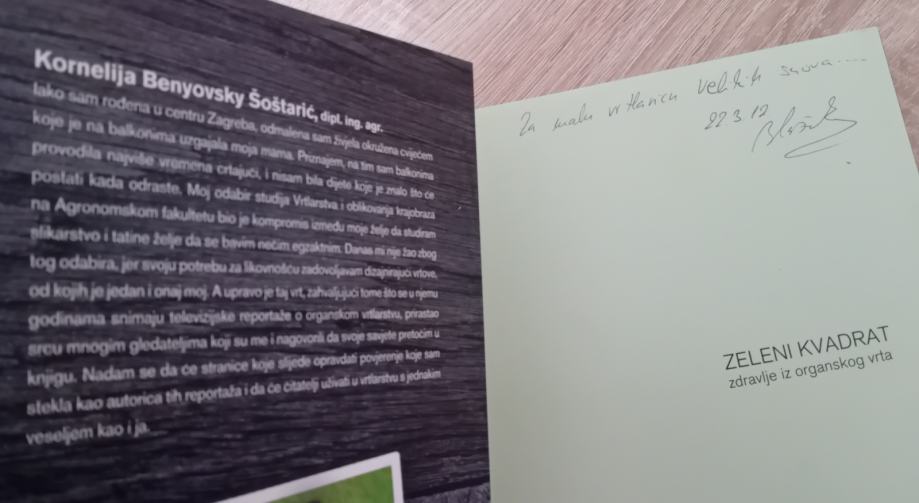 Kornelija Benyovsky Šoštarić, dipl. ing. agr.
Iako sam rođena u centru Zagreba, odmalena sam živjela okružena cvijećem
koje je na balkonima uzgajala moja mama. Priznajem, na tim sam balkonima
provodila najviše vremena crtajući, i nisam bila dijete koje je znalo što će
postati kada odraste. Moj odabir studija Vrtlarstva i oblikovanja krajobraza
na Agronomskom fakultetu bio je kompromis između moje želje da studiram
slikarstvo i tatine želje da se bavim nečim egzaktnim. Danas mi nije žao zbog
tog odabira, jer svoju potrebu za likovnošću zadovoljavam dizajnirajući vrtove,
od kojih je jedan i onaj moj. A upravo je taj vrt, zahvaljujući tome što se u njemu
godinama snimaju televizijske reportaže o organskom vrtlarstvu, prirastao
srcu mnogim gledateljima koji su me i nagovorili da svoje savjete pretočim u
knjigu. Nadam se da će stranice koje slijede opravdati povjerenje koje sam
stekla kao autorica tih reportaža i da će čitatelji uživati u vrtlarstvu s jednakim
veseljem kao i ja.
Za malu vrtlaricu velikih snova....
22.3.12
ZELENI KVADRAT
zdravlje iz organskog vrta